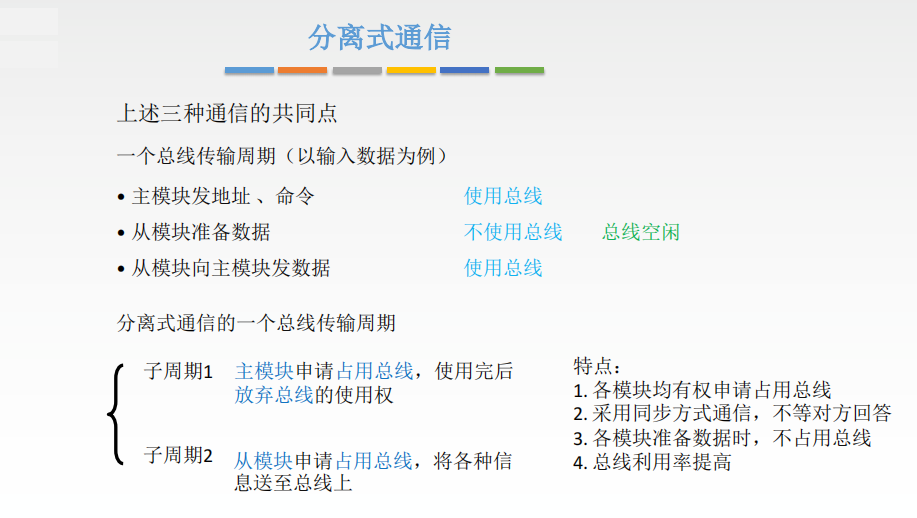 分离式通信
上述三种通信的共同点
一个总线传输周期（以输入数据为例）
• 主模块发地址 、命令 使用总线
• 从模块准备数据 不使用总线 总线空闲
• 从模块向主模块发数据 使用总线
分离式通信的一个总线传输周期
子周期1 主模块申请占用总线，使用完后
放弃总线的使用权
子周期2 从模块申请占用总线，将各种信
息送至总线上
特点：
1. 各模块均有权申请占用总线
2. 采用同步方式通信，不等对方回答
3. 各模块准备数据时，不占用总线
4. 总线利用率提高